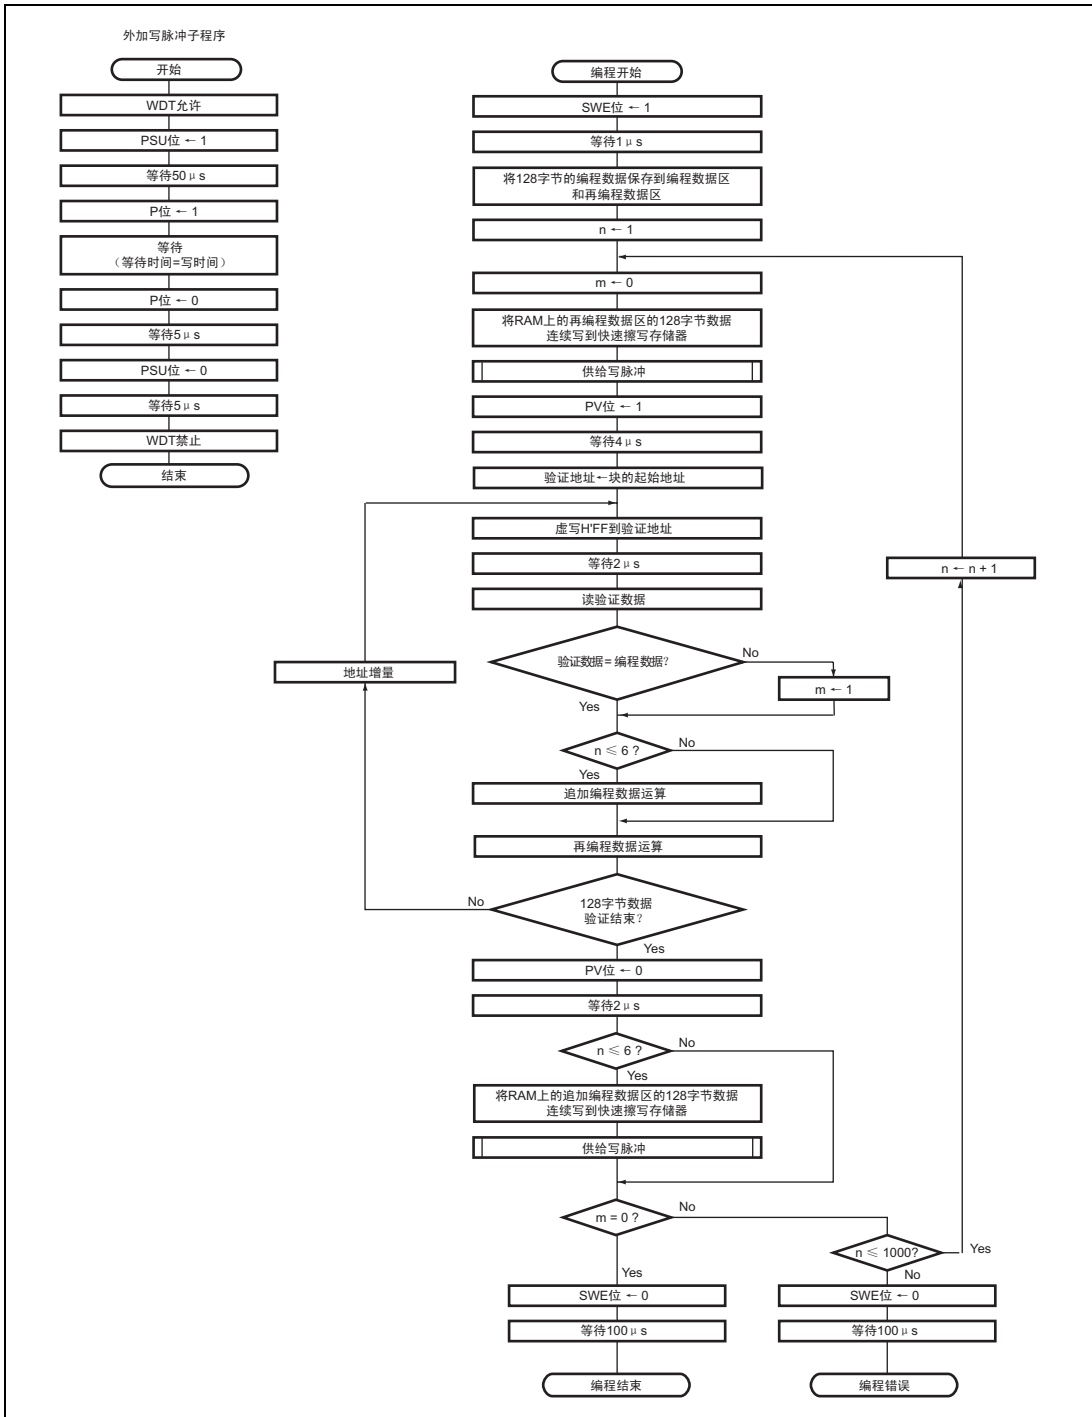 外加写脉冲子程序
开始
WDT允许
PSU位 ← 1
等待50μs
P位 ← 1
等待
(等待时间=写时间)
P位 ← 0
等待5μs
PSU位 ← 0
等待5μs
WDT禁止
结束
编程开始
SWE位 ← 1
等待1μs
将128字节的编程数据保存到编程数据区
和再编程数据区
n ← 1
m ← 0
将RAM上的再编程数据区的128字节数据
连续写到快速擦写存储器
供给写脉冲
PV位 ← 1
等待4μs
验证地址←块的起始地址
虚写H'FF到验证地址
等待2μs
n ← n + 1
读验证数据
验证数据= 编程数据?
No
地址增量
m ← 1
Yes
n ≤ 6 ?
No
Yes
追加编程数据运算
再编程数据运算
No
128字节数据
验证结束?
Yes
PV位 ← 0
等待2μs
n ≤ 6 ?
No
Yes
将RAM上的追加编程数据区的128字节数据
连续写到快速擦写存储器
供给写脉冲
m = 0 ?
No
n ≤ 1000?
Yes
Yes
No
SWE位 ← 0
SWE位 ← 0
等待100μs
等待100μs
编程结束
编程错误